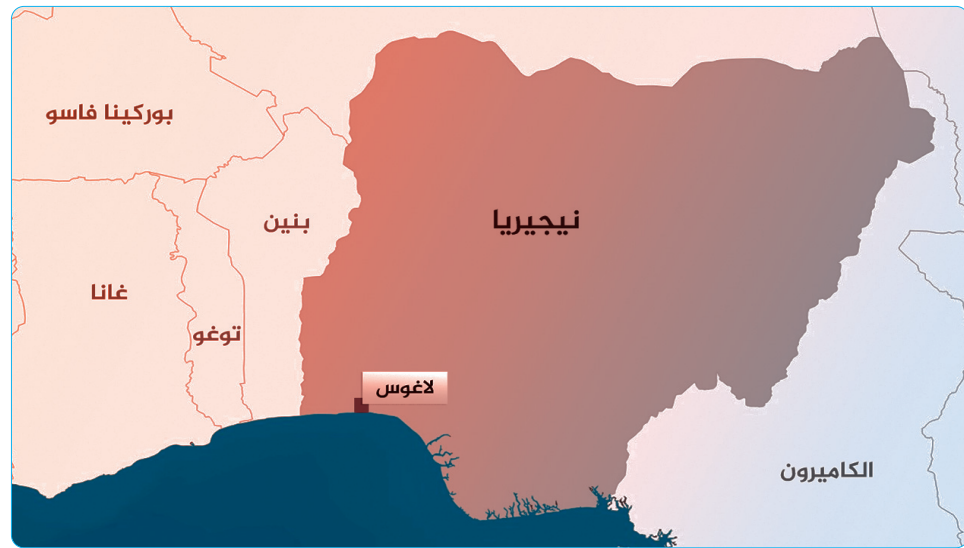 بوركينا فاسو
نيجيريا
بنين
غانا
توغو
لاغوس
الكاميرون